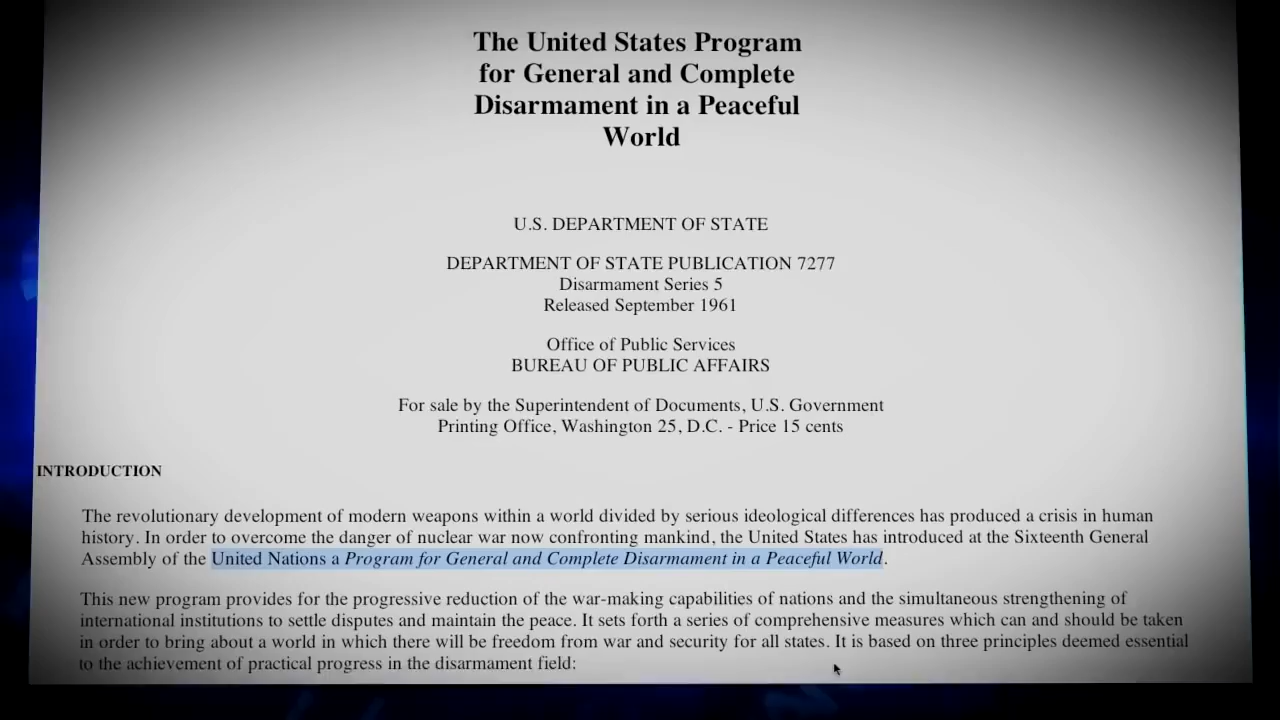 The United States Program
for General and Complete
Disarmament in a Peaceful
World
U.S. DEPARTMENT OF STATE
DEPARTMENT OF STATE PUBLICATION 7277
Disarmament Series 5
Released September 1961
Office of Public Services
BUREAU OF PUBLIC AFFAIRS
For sale by the Superintendent of Documents, U.S. Government
Printing Office, Washington 25, D.C. - Price 15 cents
INTRODUCTION
The revolutionary development of modern weapons within a world divided by serious ideological differences has produced a crisis in human
history. In order to overcome the danger of nuclear war now confronting mankind, the United States has introduced at the Sixteenth General
Assembly of the United Nations a Program for General and Complete Disarmament in a Peaceful World.
This new program provides for the progressive reduction of the war-making capabilities of nations and the simultaneous strengthening of
international institutions to settle disputes and maintain the peace. It sets forth a series of comprehensive measures which can and should be taken
in order to bring about a world in which there will be freedom from war and security for all states. It is based on three principles deemed essential
to the achievement of practical progress in the disarmament field: